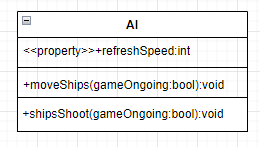 AI
<<property>>+refreshSpeed:int
+moveShips(gameOngoing:bool):void
+shipsShoot(gameOngoing:bool):void